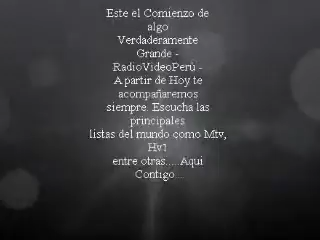 Este el Comienzo de
algo
Verdaderamente
Grande -
RadioVideoPerú -
A partir de Hoy te
acompañaremos
siempre. Escucha las
principales
listas del mundo como Mtv,
Hv1
entre otras.....Aqui
Contigo...